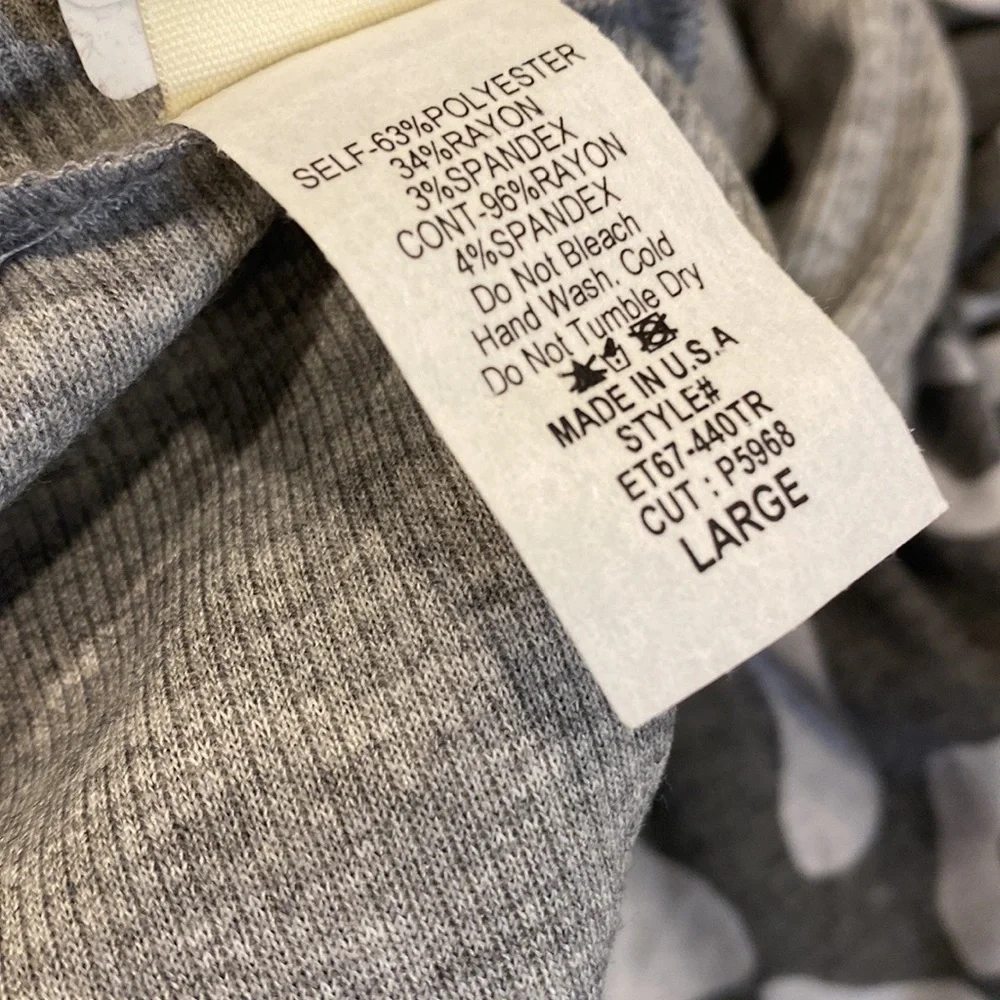 SELF-63%POLYESTER
34%RAYON
3%SPANDEX
CONT-96%RAYON
4%SPANDEX
Do Not Bleach
Hand Wash. Cold
Do Not Tumble Dry
MADE IN U.S.A
STYLE#
ET67-440TR
CUT : P5968
LARGE